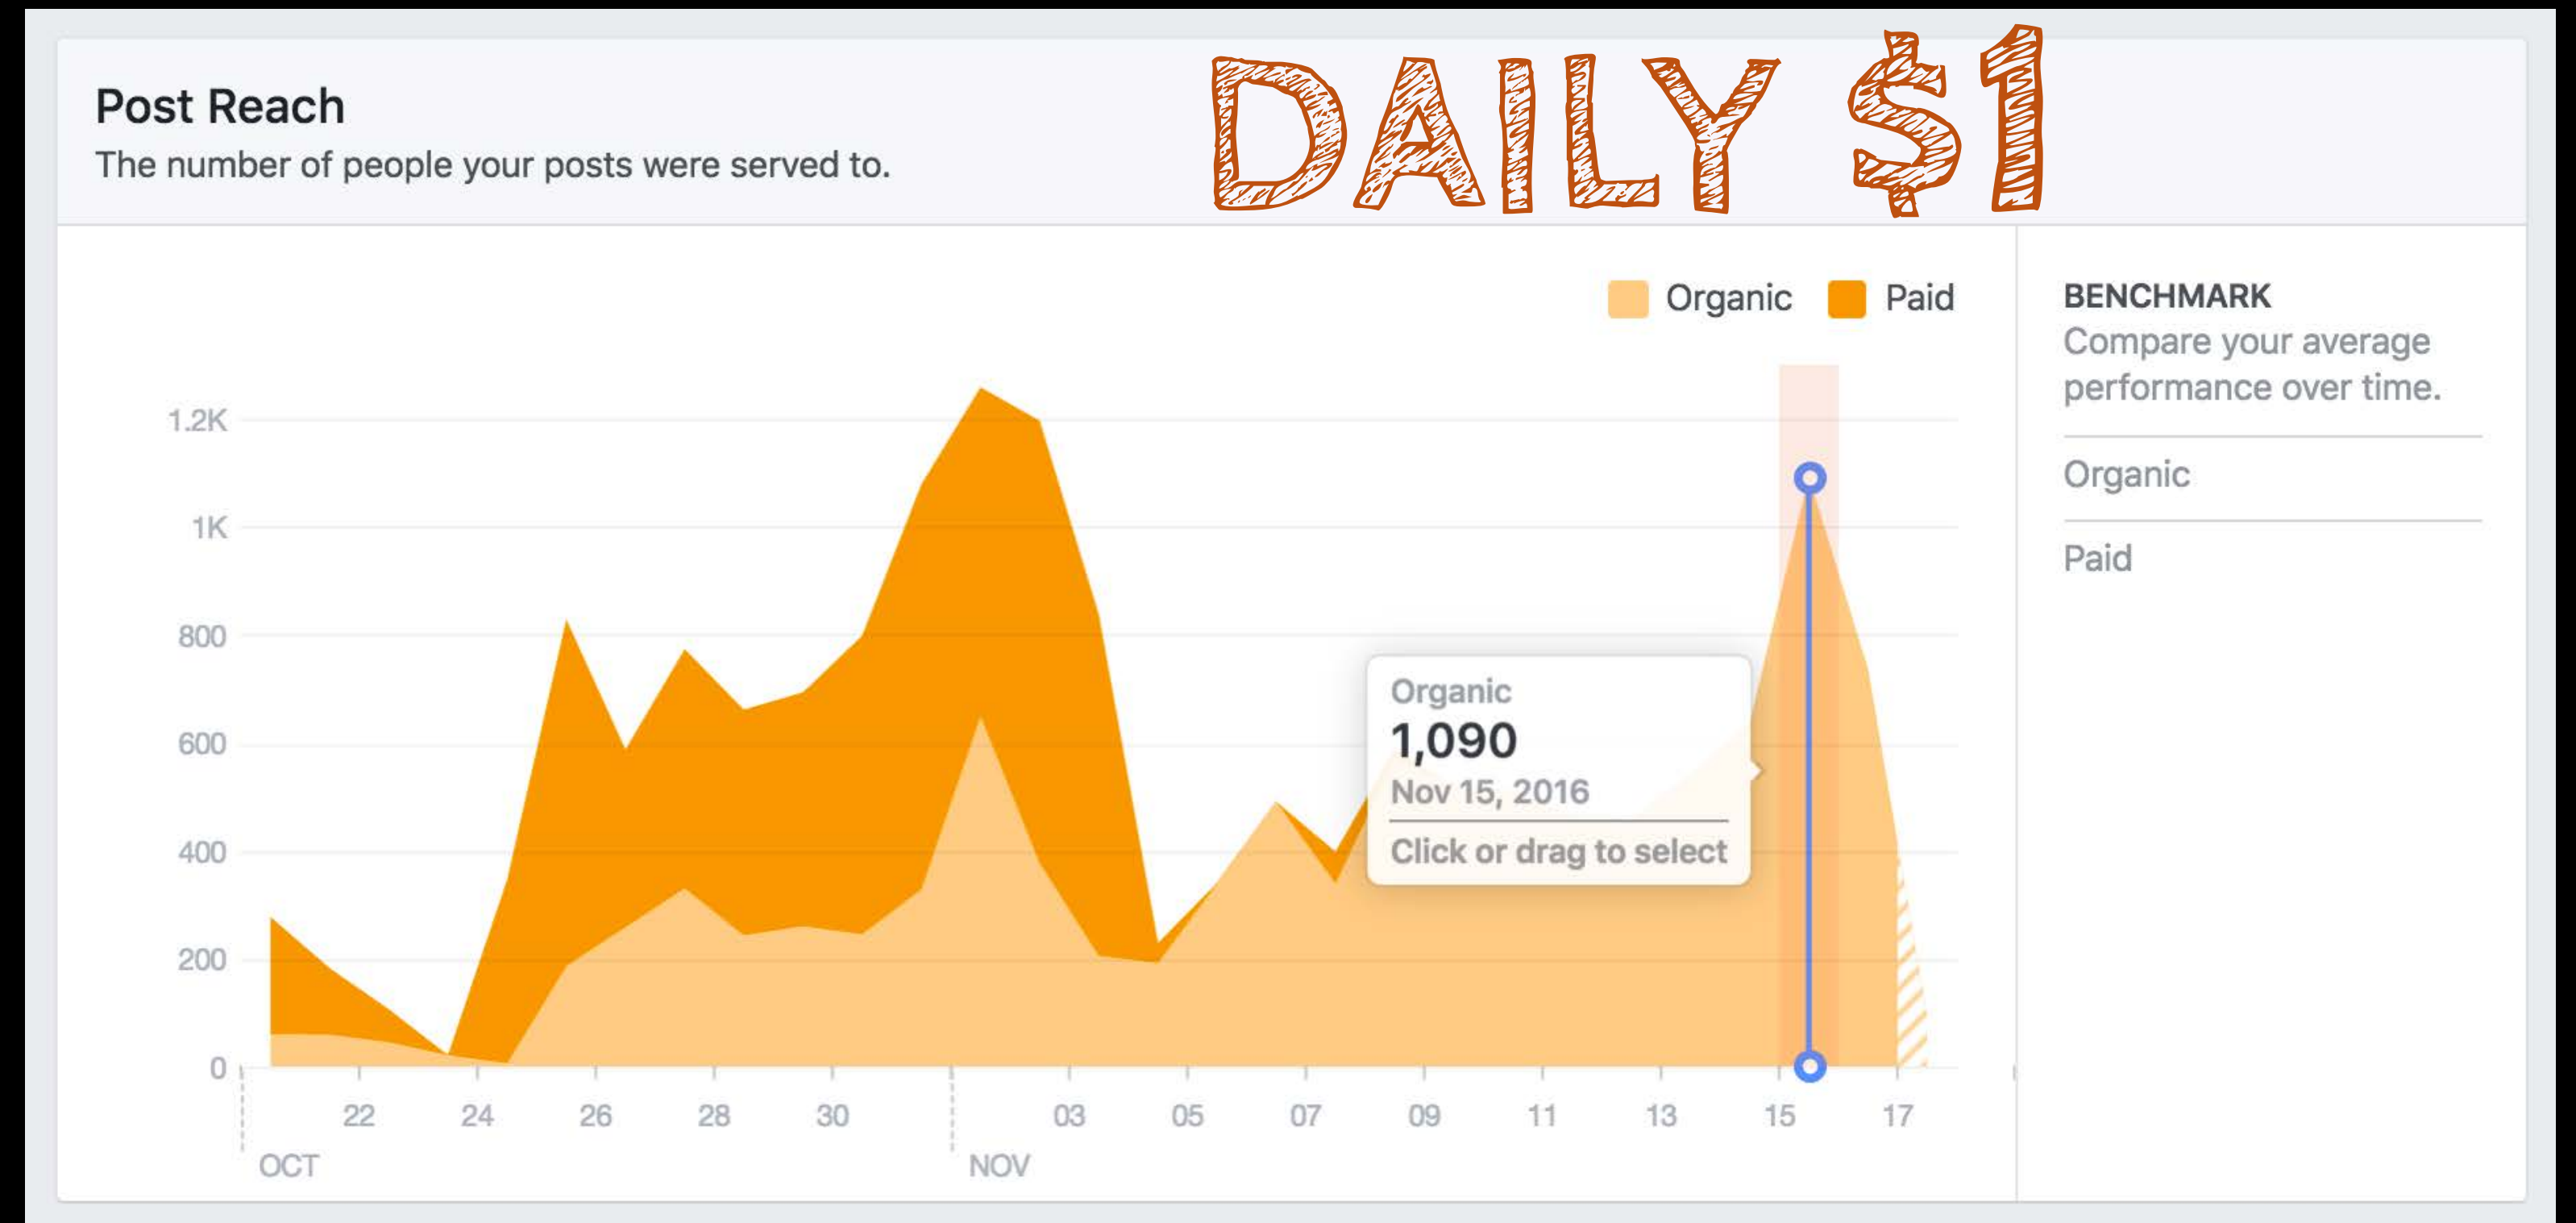 DAILY $1
Post Reach
The number of people your posts were served to.
Organic
Paid
BENCHMARK
Compare your average
performance over time.
Organic
Paid
1.2K
1K
800
600
400
200
0
Organic
1,090
Nov 15, 2016
Click or drag to select
22 24 26 28 30 03 05 07 09 11 13 15 17
OCT NOV